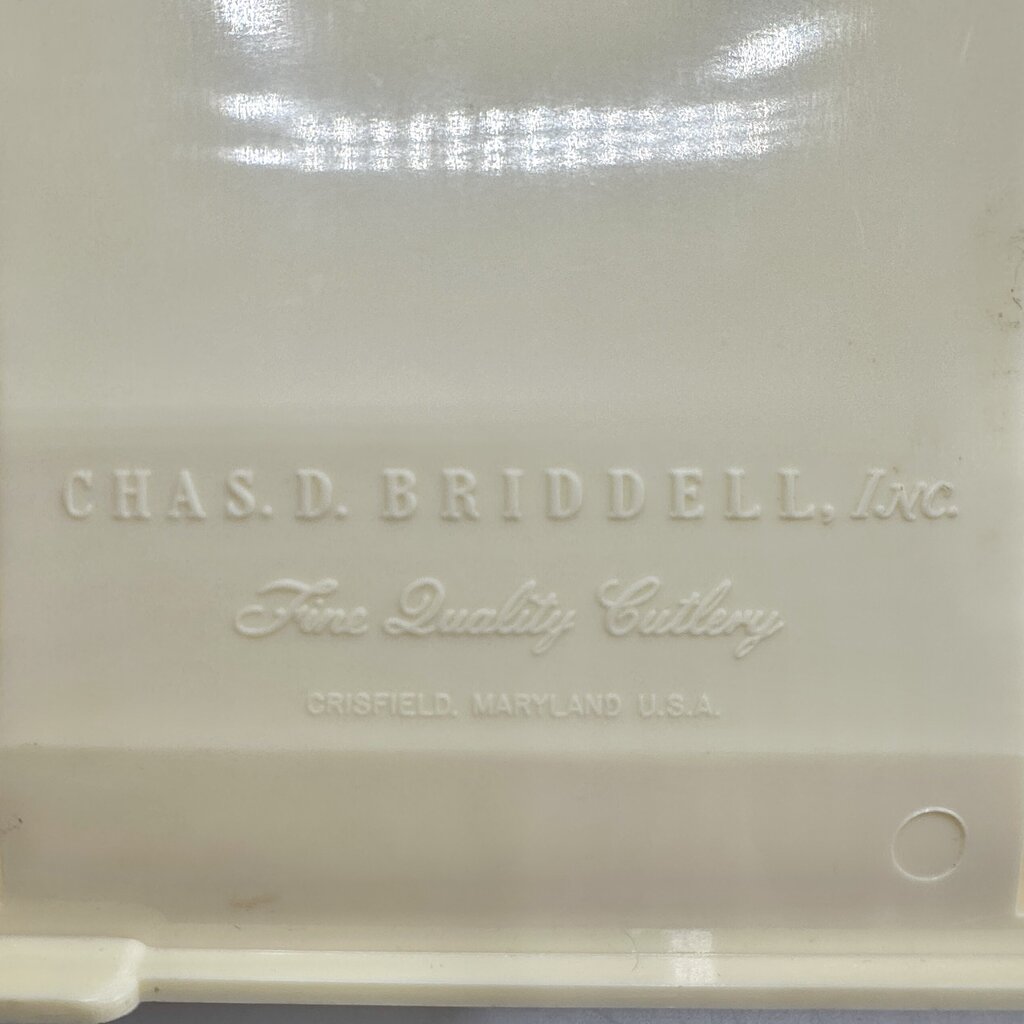 CHAS. D. BRIDDELL, INC.
Fine Quality Cutlery
CRISFIELD, MARYLAND U.S.A.